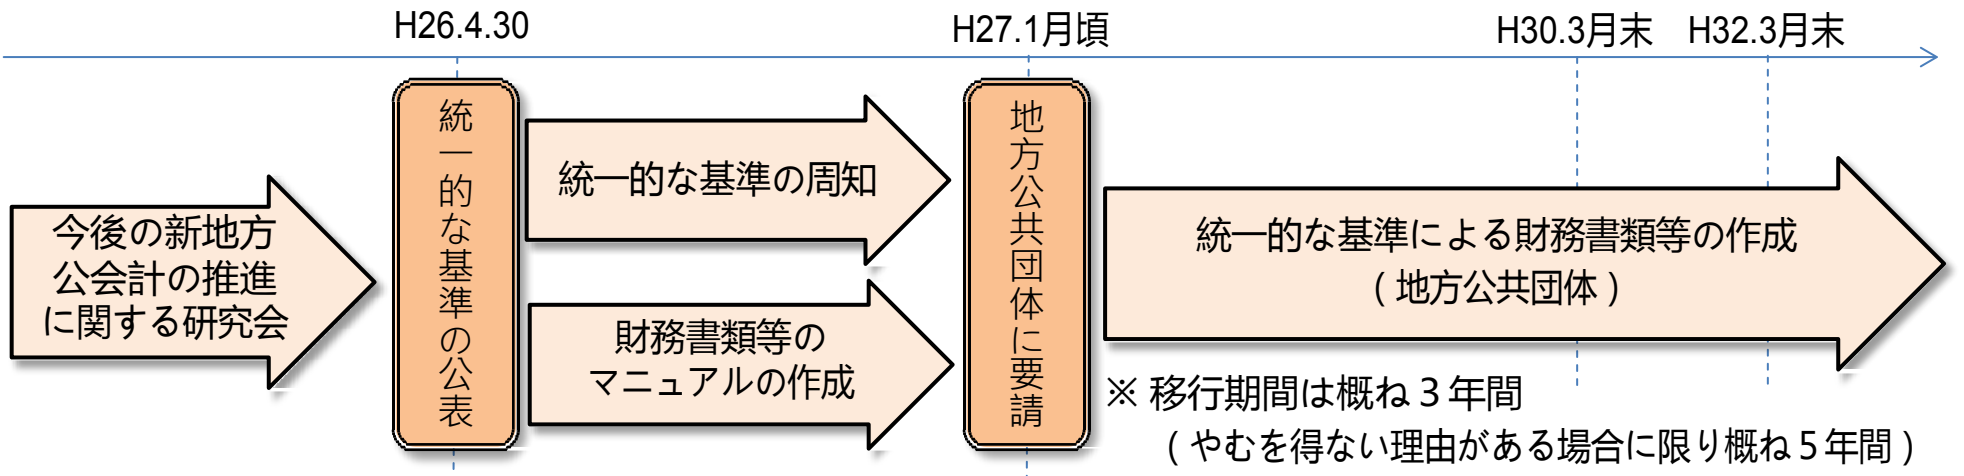 H26.4.30
H27.1月頃
H30.3月末
H32.3月末
今後の新地方
公会計の推進
に関する研究会
統一的な基準の公表
統一的な基準の周知
財務書類等の
マニュアルの作成
地方公共団体に要請
統一的な基準による財務書類等の作成
(地方公共団体)
※ 移行期間は概ね3年間
(やむを得ない理由がある場合に限り概ね5年間)